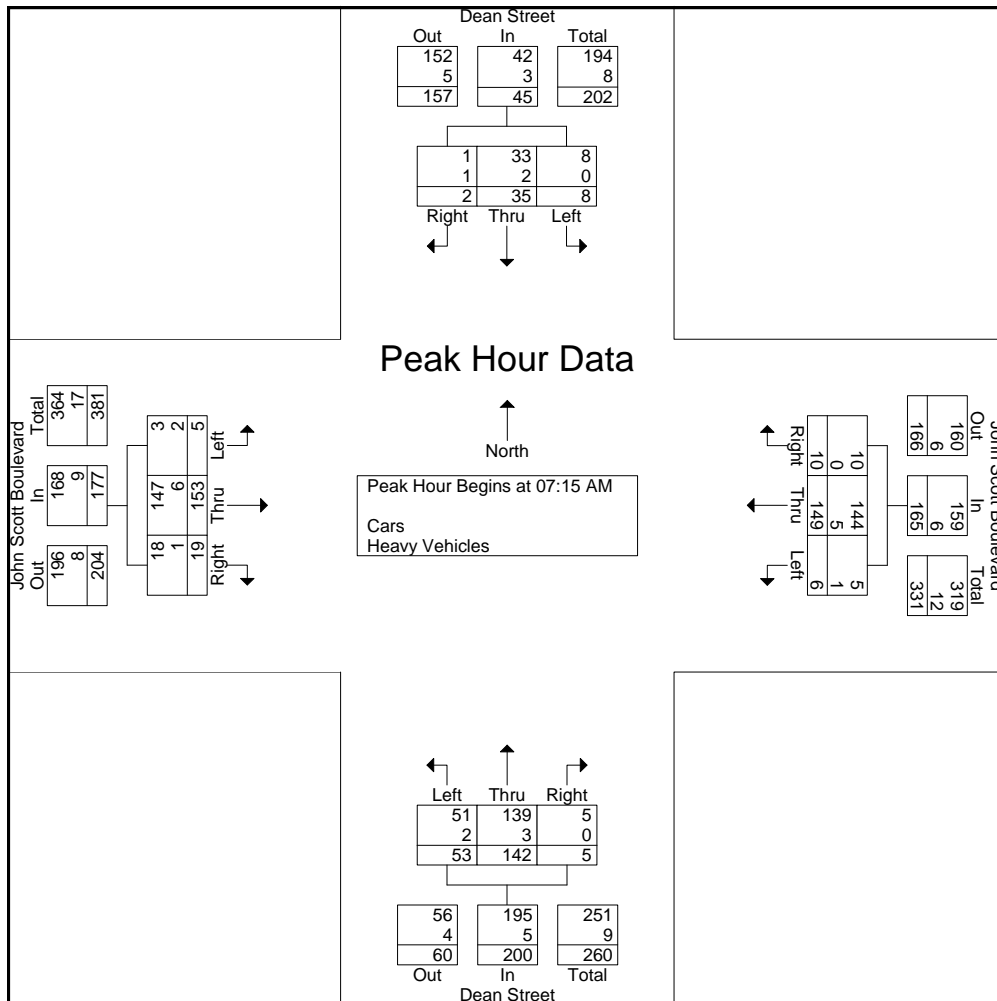 Dean Street
Out In Total
152 42 194
5 3 8
157 45 202
1 33 8
1 2 0
2 35 8
Right Thru Left
Peak Hour Data
North
Peak Hour Begins at 07:15 AM
Cars
Heavy Vehicles
John Scott Boulevard
Total In Out
364 168 196
17 9 8
381 177 204
3 147 18
2 6 1
5 153 19
Left Thru Right
John Scott Boulevard
Out In Total
160 159 319
6 6 12
166 165 331
10 144 5
0 5 1
10 149 6
Right Thru Left
Left Thru Right
51 139 5
2 3 0
53 142 5
56 195 251
4 5 9
60 200 260
Out In Total
Dean Street